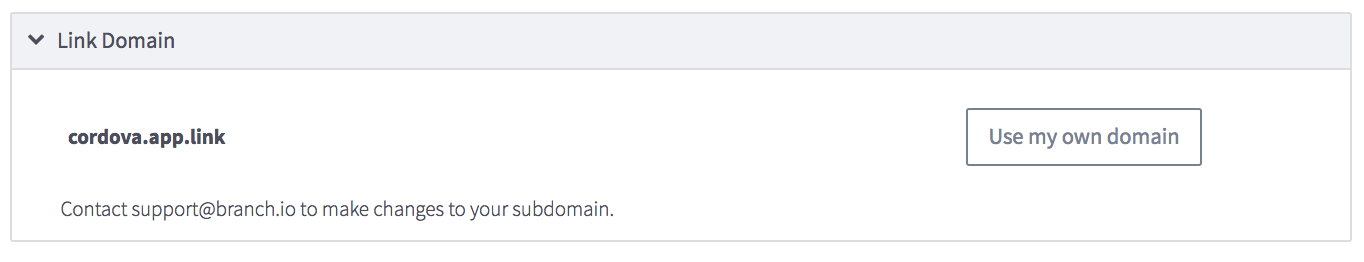 Link Domain
cordova.app.link
Use my own domain
Contact support@branch.io to make changes to your subdomain.